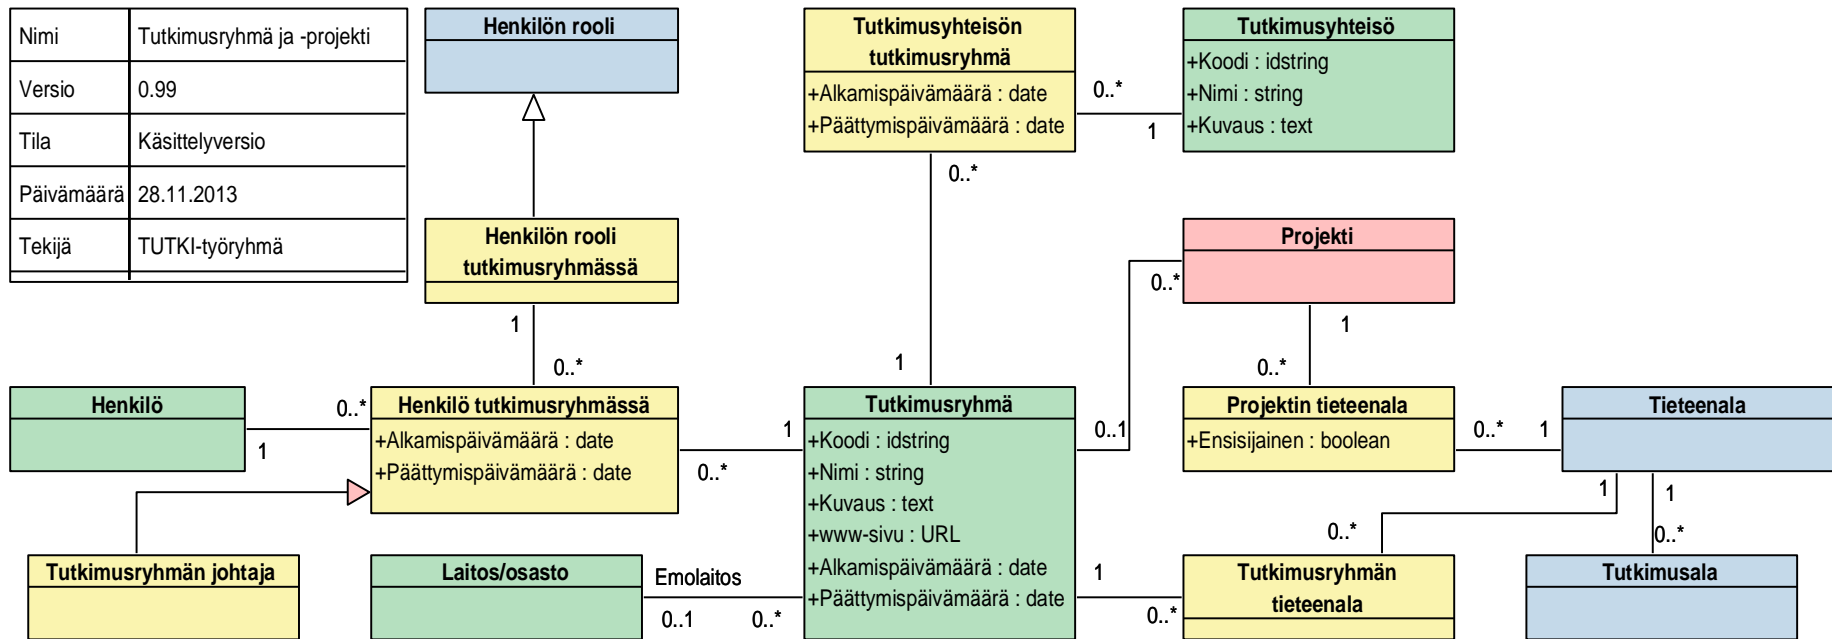 Nimi Tutkimusryhmä ja -projekti
Versio 0.99
Tila Käsittelyversio
Päivämäärä 28.11.2013
Tekijä TUTKI-työryhmä
Henkilön rooli
Henkilön rooli
tutkimusryhmässä
1
0..*
Tutkimusyhteisön
tutkimusryhmä
+Alkamispäivämäärä : date
+Päättymispäivämäärä : date
0..*
1
0..*
1
Tutkimusyhteisö
+Koodi : idstring
+Nimi : string
+Kuvaus : text
Projekti
0..*
0..1
1
0..*
Henkilö
1
0..*
Henkilö tutkimusryhmässä
+Alkamispäivämäärä : date
+Päättymispäivämäärä : date
1
0..*
Tutkimusryhmä
+Koodi : idstring
+Nimi : string
+Kuvaus : text
+www-sivu : URL
+Alkamispäivämäärä : date
+Päättymispäivämäärä : date
Projektin tieteenala
+Ensisijainen : boolean
0..*
1
Tieteenala
1
1
0..*
0..*
Tutkimusryhmän johtaja
Laitos/osasto
Emolaitos
0..1
0..*
1
0..*
Tutkimusryhmän
tieteenala
Tutkimusala